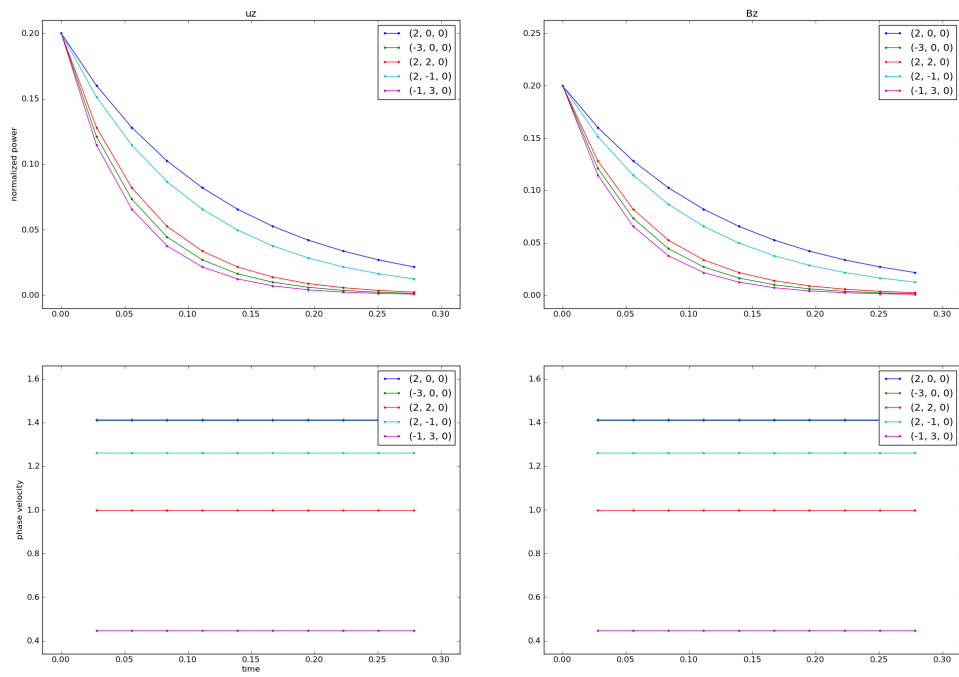 uz
normalized power
0.20
0.15
0.10
0.05
0.00
0.00 0.05 0.10 0.15 0.20 0.25 0.30
(2, 0, 0)
(-3, 0, 0)
(2, 2, 0)
(2, -1, 0)
(-1, 3, 0)
Bz
0.25
0.20
0.15
0.10
0.05
0.00
0.00 0.05 0.10 0.15 0.20 0.25 0.30
(2, 0, 0)
(-3, 0, 0)
(2, 2, 0)
(2, -1, 0)
(-1, 3, 0)
phase velocity
1.6
1.4
1.2
1.0
0.8
0.6
0.4
0.00 0.05 0.10 0.15 0.20 0.25 0.30
time
(2, 0, 0)
(-3, 0, 0)
(2, 2, 0)
(2, -1, 0)
(-1, 3, 0)
1.6
1.4
1.2
1.0
0.8
0.6
0.4
0.00 0.05 0.10 0.15 0.20 0.25 0.30
(2, 0, 0)
(-3, 0, 0)
(2, 2, 0)
(2, -1, 0)
(-1, 3, 0)